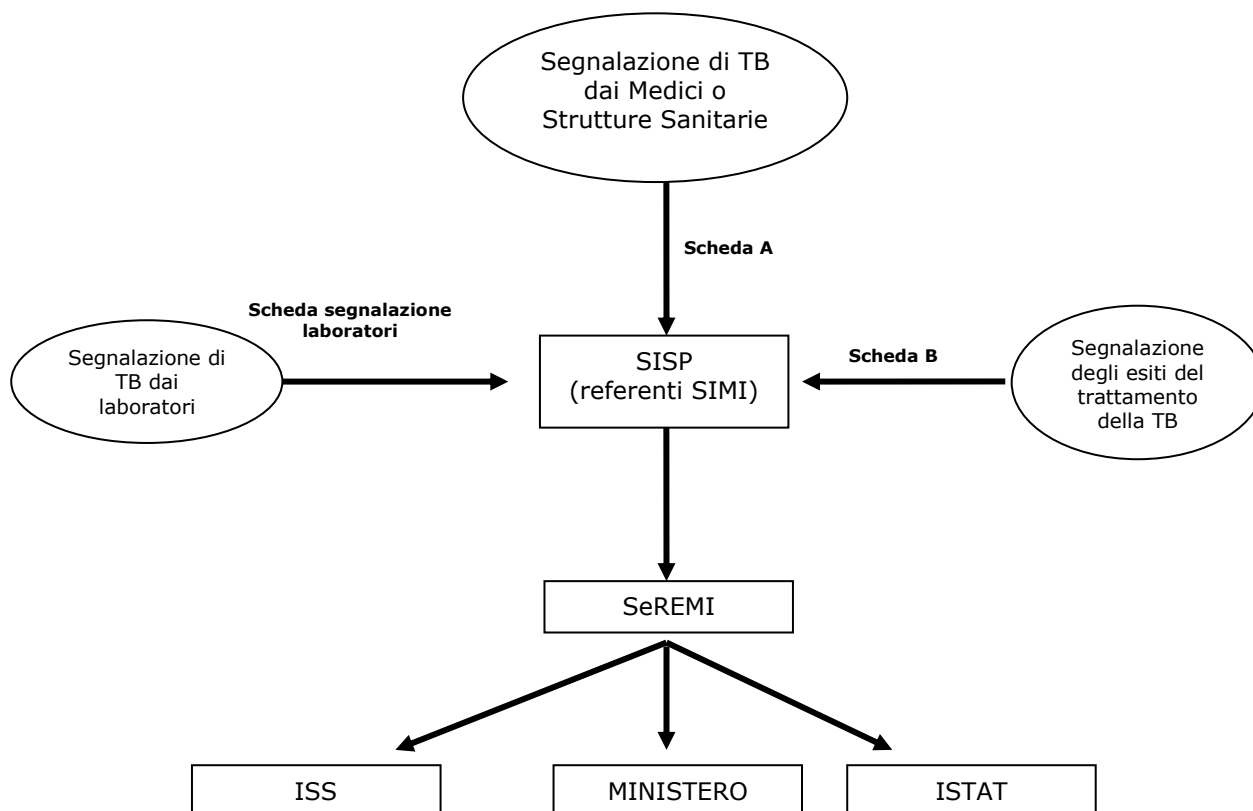 Segnalazione di TB
dai Medici o
Strutture Sanitarie
Scheda A
Scheda segnalazione
laboratori
Segnalazione di
TB dai
laboratori
SISP
(referenti SIMI)
Scheda B
Segnalazione
degli esiti del
trattamento
della TB
SeREMI
ISS
MINISTERO
ISTAT